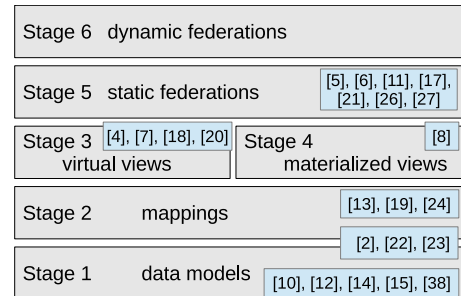 Stage 6 dynamic federations
Stage 5 static federations
[5], [6], [11], [17],
[21], [26], [27]
Stage 3 [4], [7], [18], [20]
virtual views
Stage 4 [8]
materialized views
Stage 2 mappings
[13], [19], [24]
[2], [22], [23]
Stage 1 data models
[10], [12], [14], [15], [38]